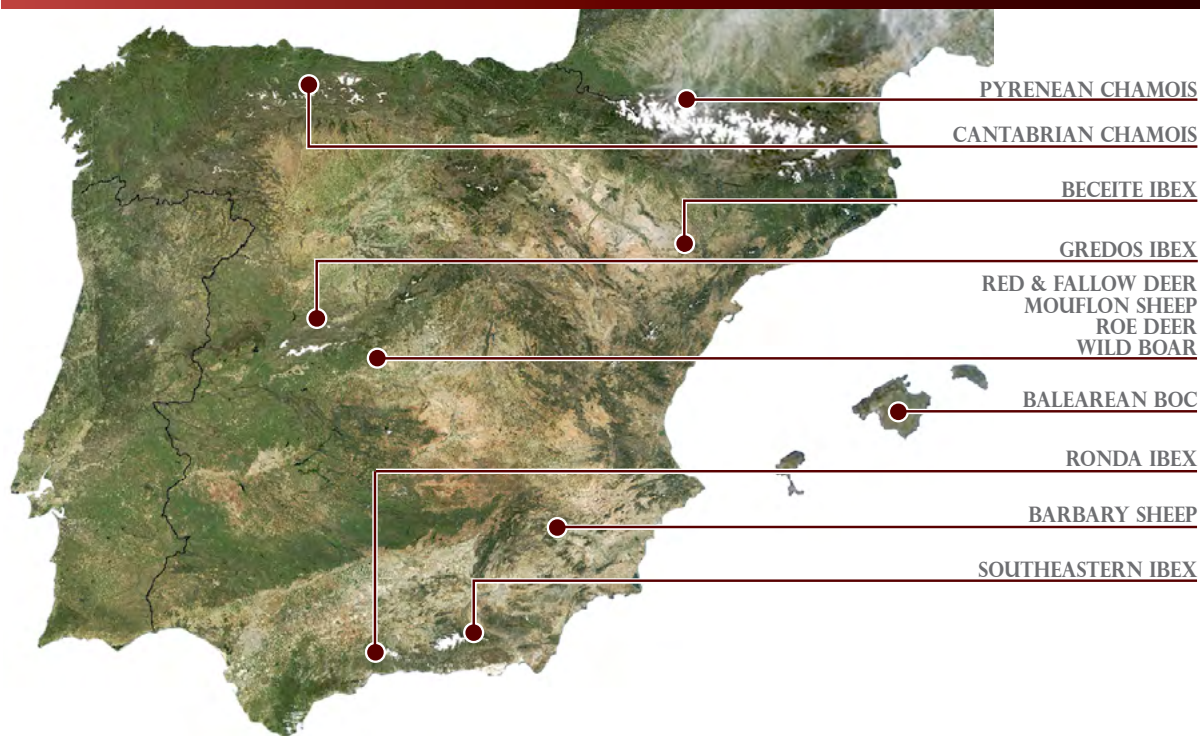 PYRENEAN CHAMOIS
CANTABRIAN CHAMOIS
BECEITE IBEX
GREDOS IBEX
RED & FALLOW DEER
MOUFLON SHEEP
ROE DEER
WILD BOAR
BALEAREAN BOC
RONDA IBEX
BARBARY SHEEP
SOUTHEASTERN IBEX